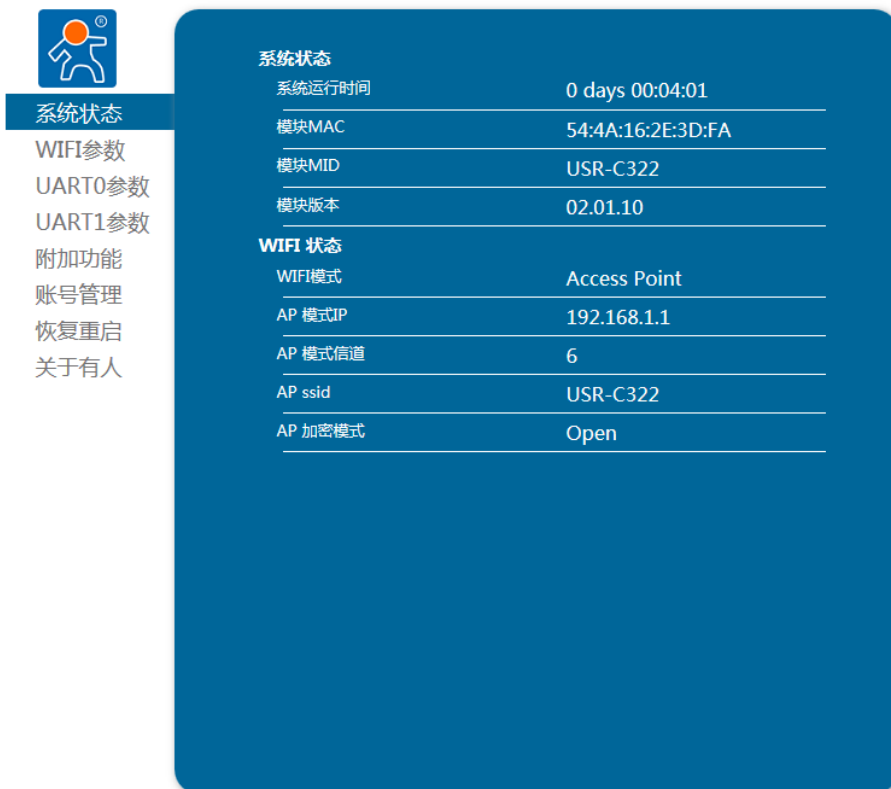 ®
系统状态
WIFI参数
UART0参数
UART1参数
附加功能
账号管理
恢复重启
关于有人
系统状态
系统运行时间 0 days 00:04:01
模块MAC 54:4A:16:2E:3D:FA
模块MID USR-C322
模块版本 02.01.10
WIFI 状态
WIFI模式 Access Point
AP 模式IP 192.168.1.1
AP 模式信道 6
AP ssid USR-C322
AP 加密模式 Open